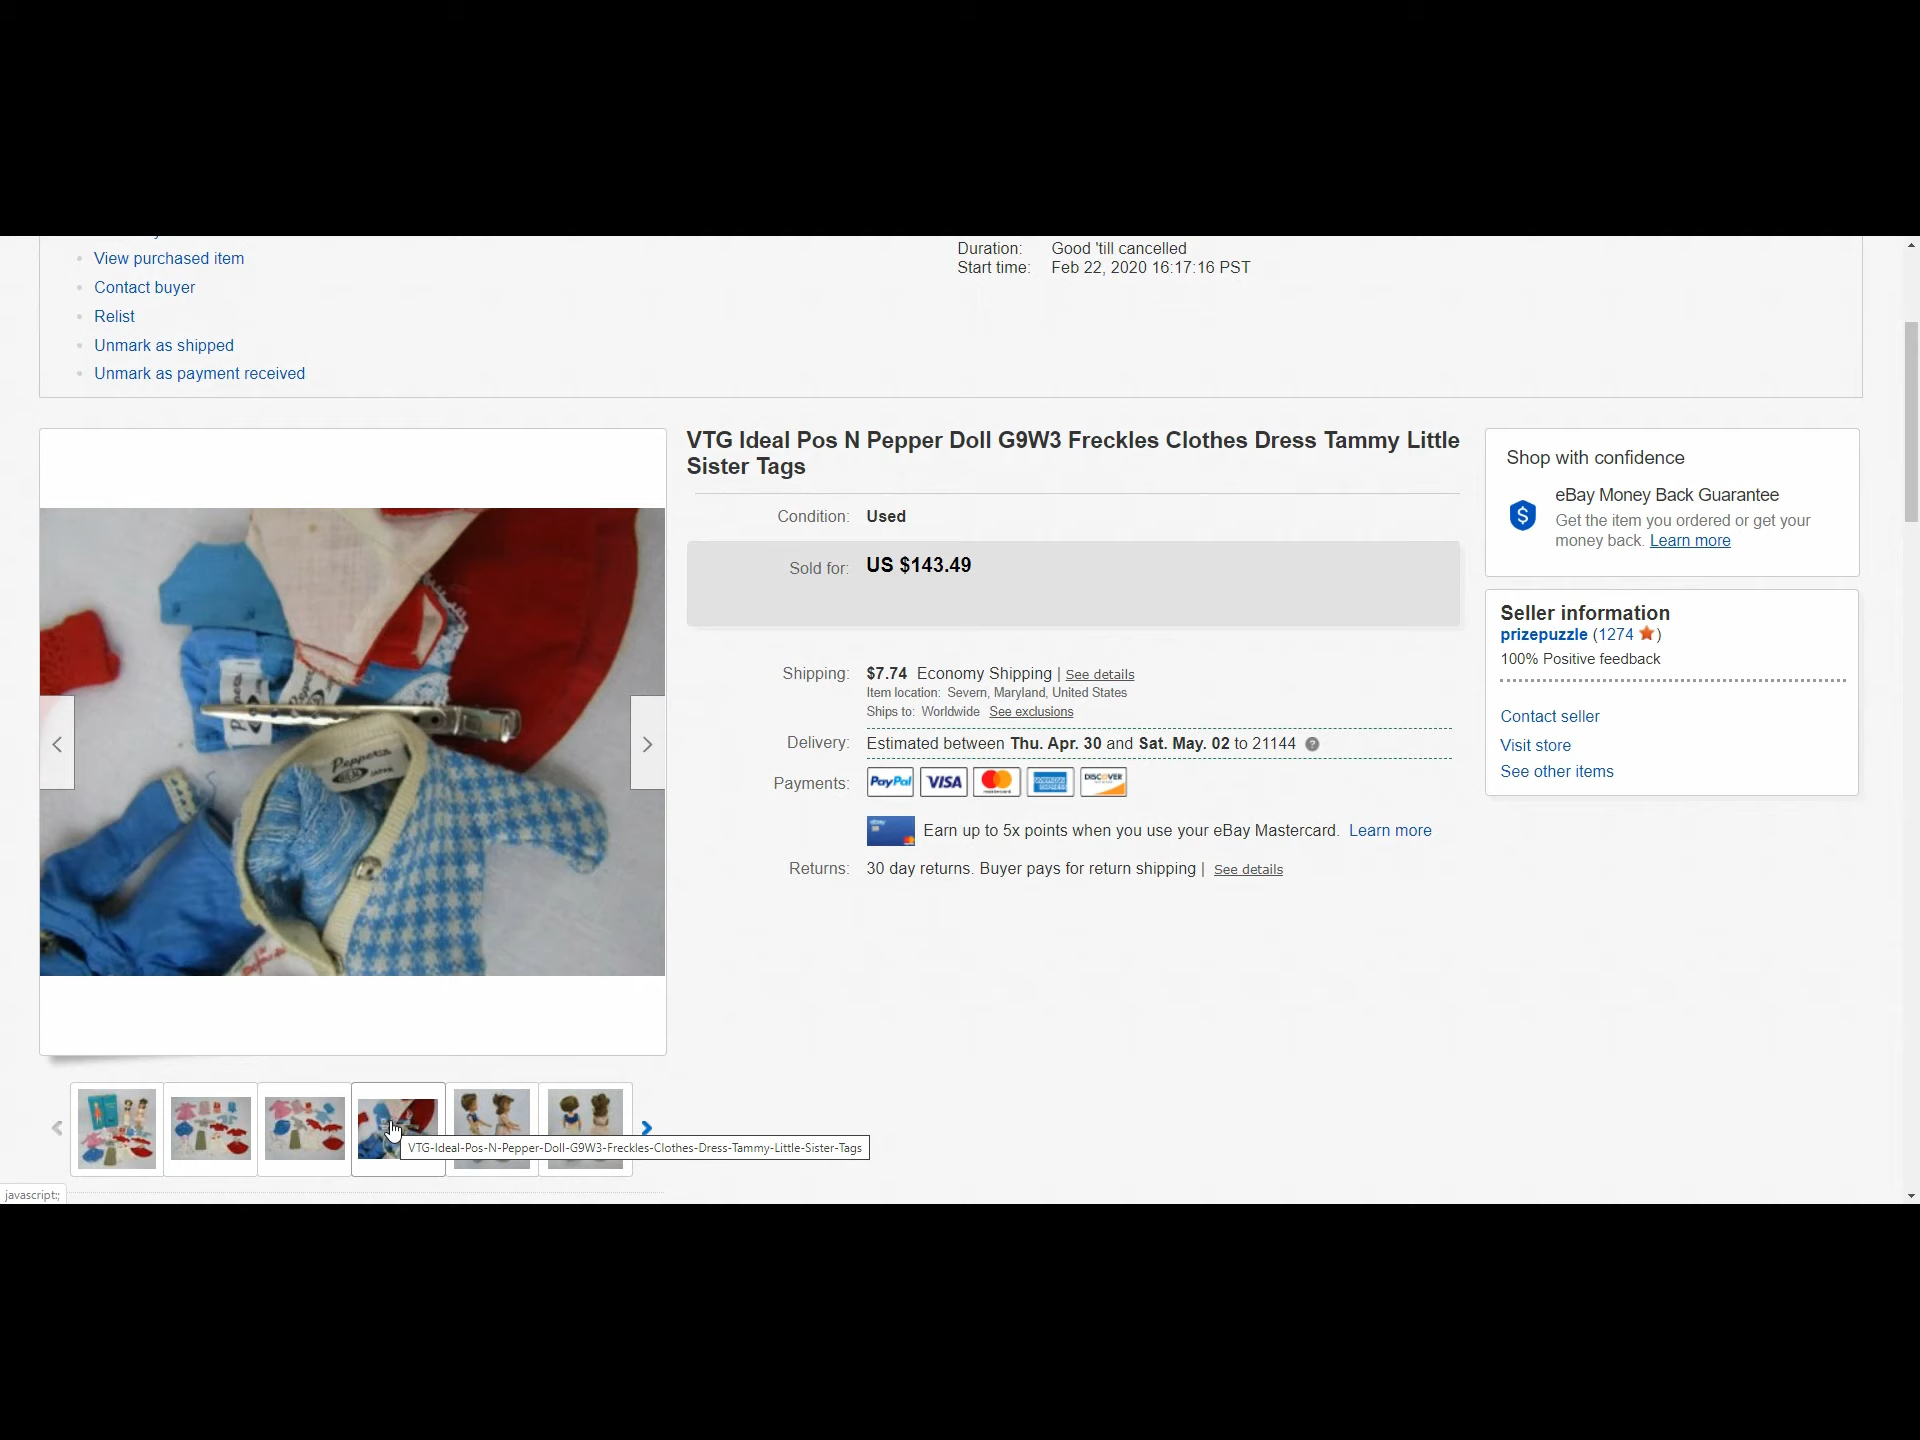 View purchased item
Contact buyer
Relist
Unmark as shipped
Unmark as payment received
Duration: Good 'till cancelled
Start time: Feb 22, 2020 16:17:16 PST
VTG Ideal Pos N Pepper Doll G9W3 Freckles Clothes Dress Tammy Little
Sister Tags
Condition: Used
Sold for: US $143.49
Shipping: $7.74 Economy Shipping | See details
Item location: Severn, Maryland, United States
Ships to: Worldwide See exclusions
Delivery: Estimated between Thu. Apr. 30 and Sat. May. 02 to 21144
Payments: PayPal VISA mastercard AMERICAN EXPRESS DISCOVER
Earn up to 5x points when you use your eBay Mastercard. Learn more
Returns: 30 day returns. Buyer pays for return shipping | See details
Shop with confidence
eBay Money Back Guarantee
Get the item you ordered or get your
money back. Learn more
Seller information
prizepuzzle (1274 )
100% Positive feedback
Contact seller
Visit store
See other items
IDEAL JAPAN
VTG-Ideal-Pos-N-Pepper-Doll-G9W3-Freckles-Clothes-Dress-Tammy-Little-Sister-Tags
javascript:;